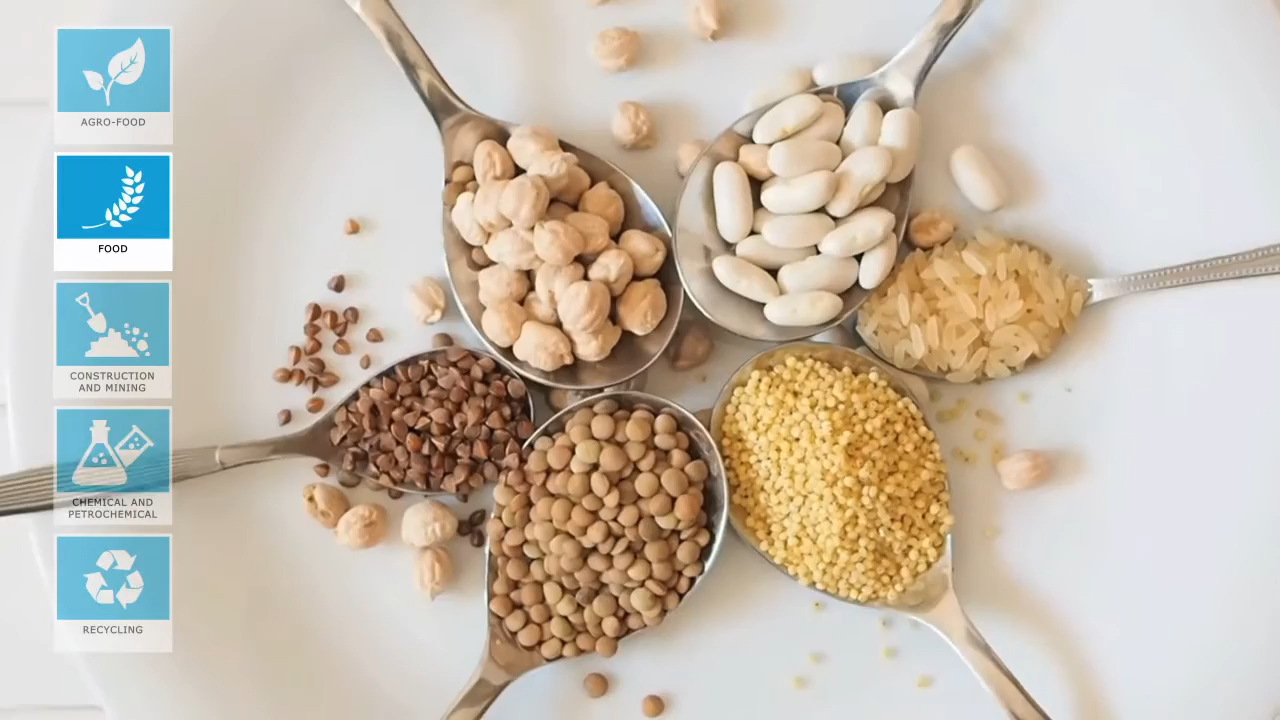 AGRO-FOOD
FOOD
CONSTRUCTION
AND MINING
CHEMICAL AND
PETROCHEMICAL
RECYCLING